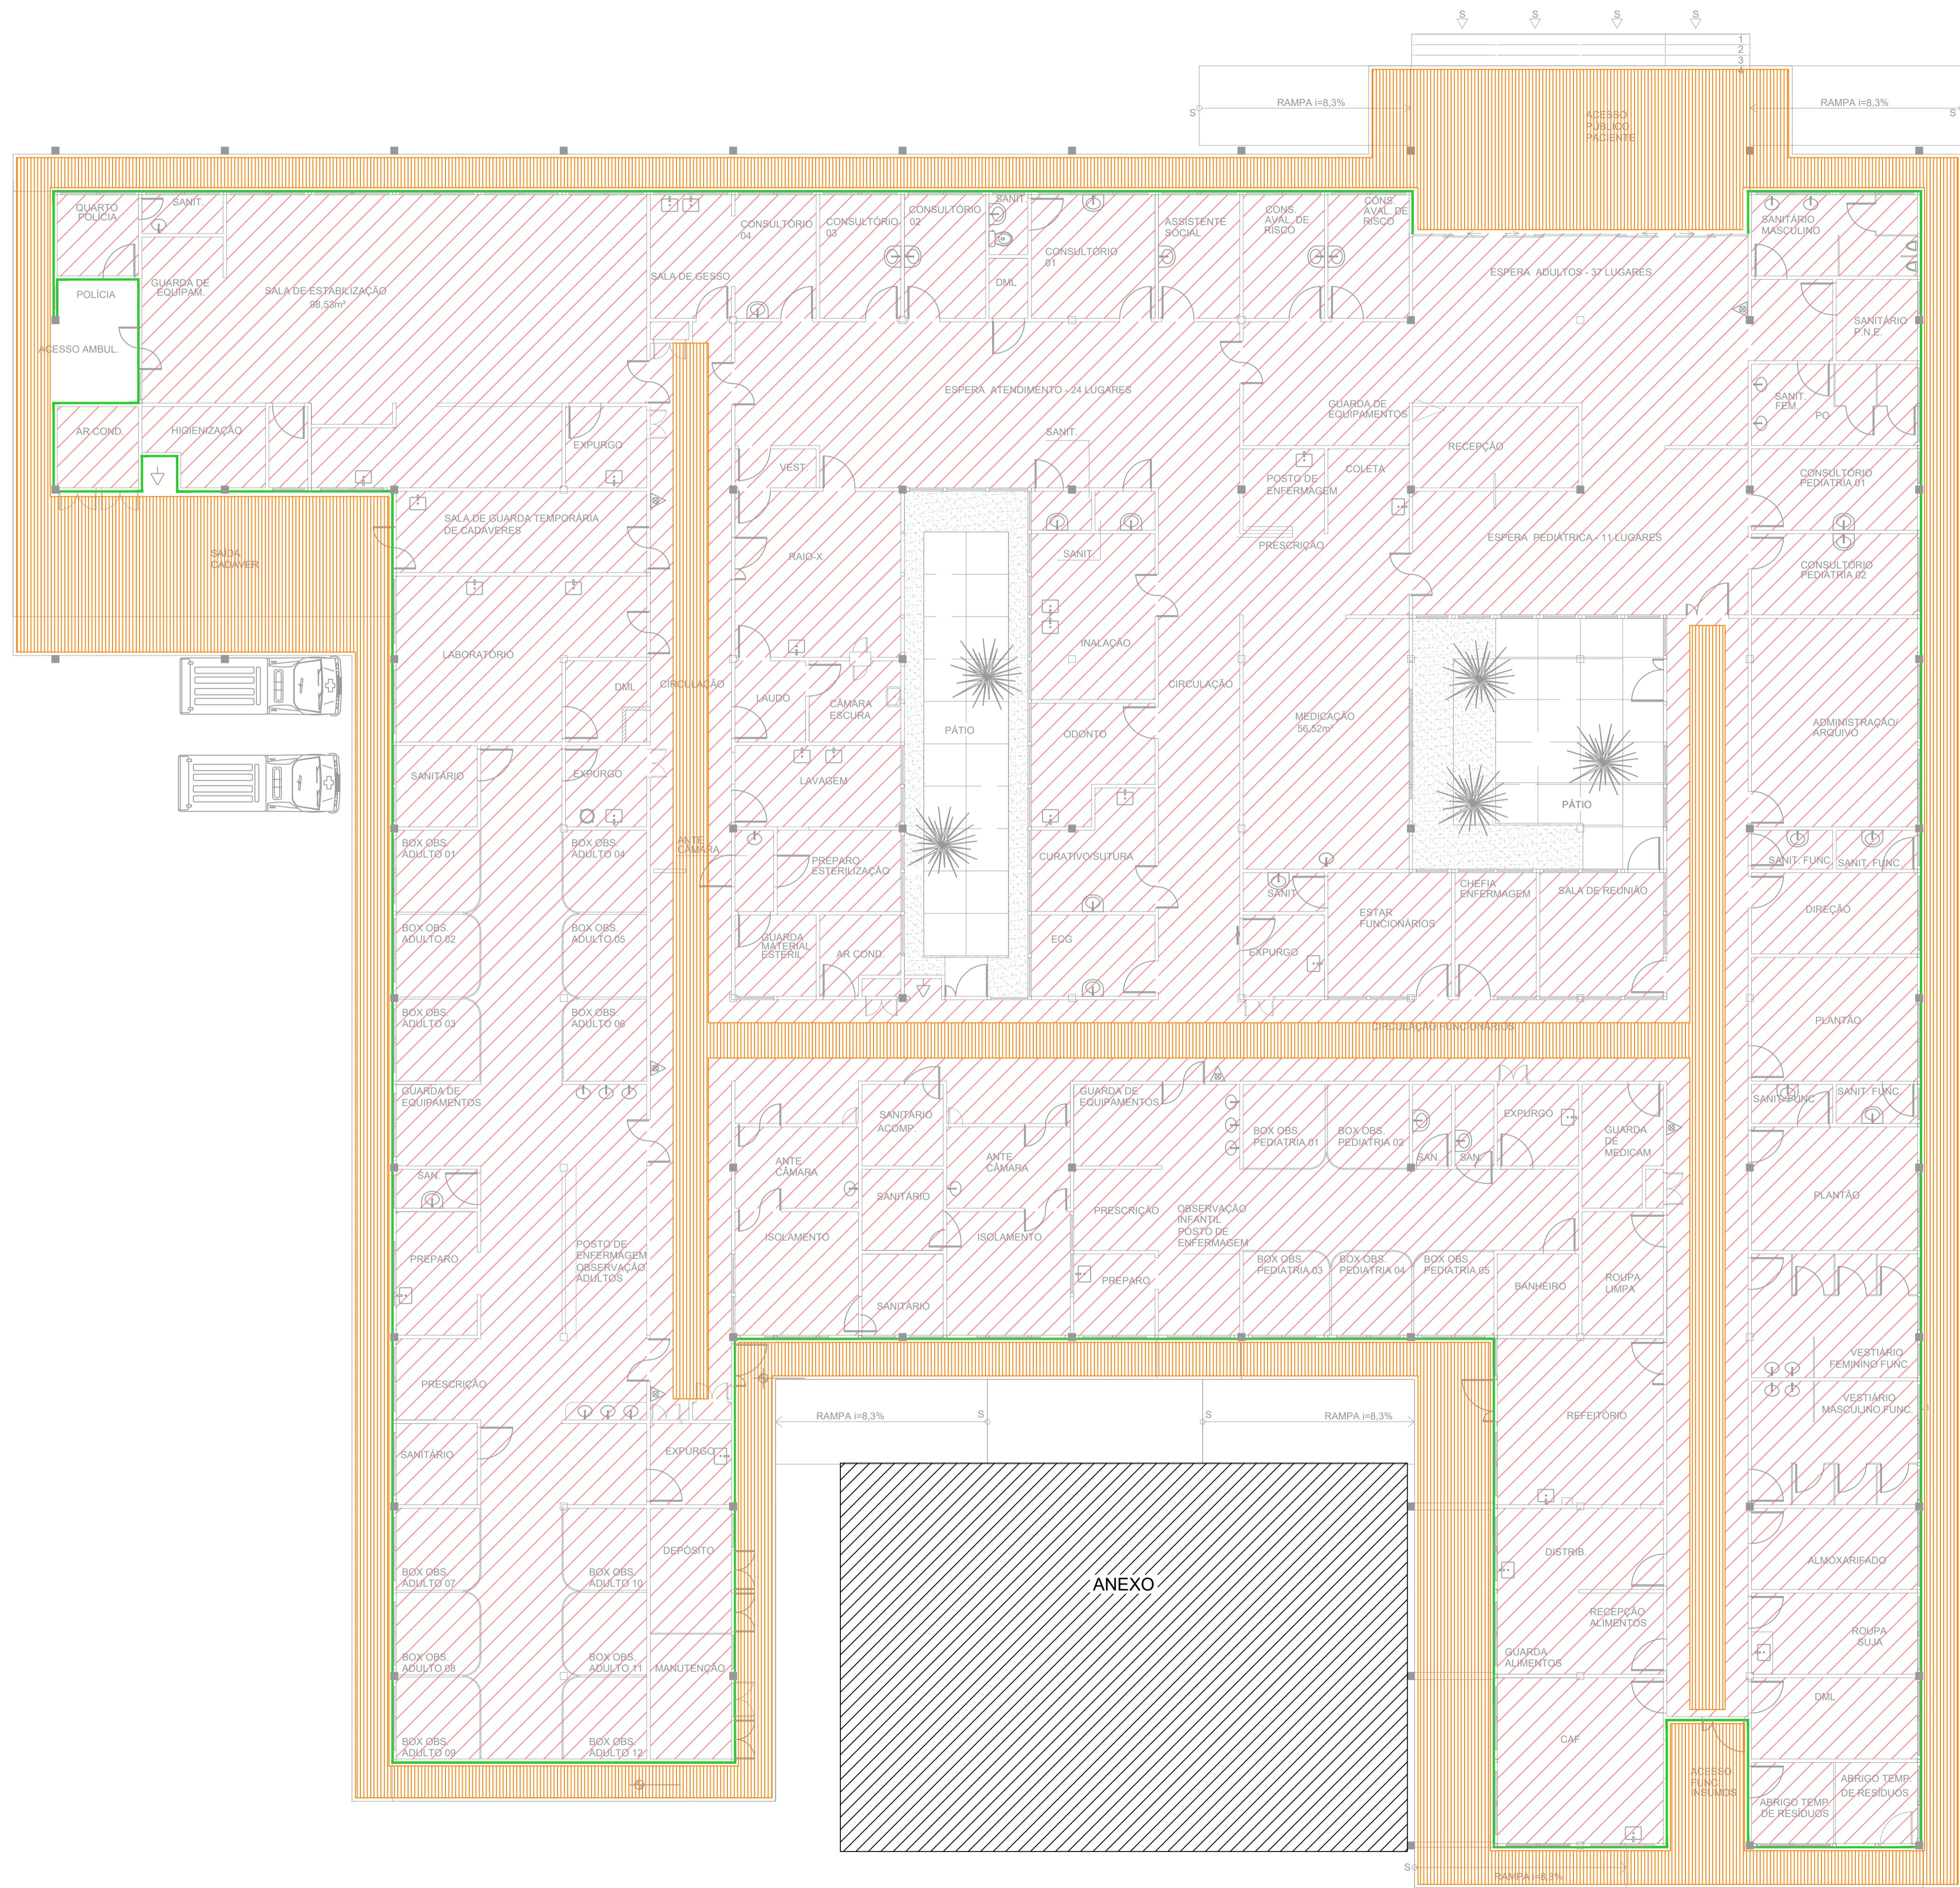 S
S
S
S
1
2
3
4
RAMPA i=8,3%
S
ACESSO
PÚBLICO
PACIENTE
RAMPA i=8,3%
S
QUARTO
POLÍCIA
SANIT.
POLÍCIA
GUARDA DE
EQUIPAM.
SALA DE ESTABILIZAÇÃO
98,53m²
ACESSO AMBUL.
SALA DE GESSO
CONSULTÓRIO
04
CONSULTÓRIO
03
CONSULTÓRIO
02
SANIT.
DML
CONSULTÓRIO
01
ASSISTENTE
SOCIAL
CONS.
AVAL. DE
RISCO
CONS.
AVAL. DE
RISCO
ESPERA ADULTOS - 37 LUGARES
SANITÁRIO
MASCULINO
SANITÁRIO
P.N.E.
ESPERA ATENDIMENTO - 24 LUGARES
GUARDA DE
EQUIPAMENTOS
SANIT.
FEM.
PO
AR COND.
HIGIENIZAÇÃO
EXPURGO
VEST.
SANIT.
RECEPÇÃO
POSTO DE
ENFERMAGEM
COLETA
CONSULTÓRIO
PEDIATRIA 01
SALA DE GUARDA TEMPORÁRIA
DE CADÁVERES
SAÍDA
CADÁVER
RAIO-X
SANIT.
PRESCRIÇÃO
ESPERA PEDIÁTRICA - 11 LUGARES
CONSULTÓRIO
PEDIATRIA 02
LABORATÓRIO
DML
CIRCULAÇÃO
LAUDO
CÂMARA
ESCURA
INALAÇÃO
CIRCULAÇÃO
PÁTIO
ODONTO
MEDICAÇÃO
56,52m²
ADMINISTRAÇÃO/
ARQUIVO
SANITÁRIO
EXPURGO
LAVAGEM
PÁTIO
BOX OBS.
ADULTO 01
BOX OBS.
ADULTO 04
ANTE
CÂMARA
PREPARO
ESTERILIZAÇÃO
CURATIVO/SUTURA
SANIT. FUNC.
SANIT. FUNC.
SANIT.
CHEFIA
ENFERMAGEM
SALA DE REUNIÃO
ESTAR
FUNCIONÁRIOS
DIREÇÃO
BOX OBS.
ADULTO 02
BOX OBS.
ADULTO 05
GUARDA
MATERIAL
ESTERIL.
AR COND.
ECG
EXPURGO
BOX OBS.
ADULTO 03
BOX OBS.
ADULTO 06
CIRCULAÇÃO FUNCIONÁRIOS
PLANTÃO
GUARDA DE
EQUIPAMENTOS
SANITÁRIO
ACOMP.
GUARDA DE
EQUIPAMENTOS
BOX OBS.
PEDIATRIA 01
BOX OBS.
PEDIATRIA 02
EXPURGO
GUARDA
DE
MEDICAM.
SANIT. FUNC
SANIT. FUNC.
SAN.
SAN.
ANTE
CÂMARA
ANTE
CÂMARA
SAN.
SANITÁRIO
PRESCRIÇÃO
OBSERVAÇÃO
INFANTIL
POSTO DE
ENFERMAGEM
PLANTÃO
PREPARO
POSTO DE
ENFERMAGEM
OBSERVAÇÃO
ADULTOS
ISOLAMENTO
ISOLAMENTO
PREPARO
BOX OBS.
PEDIATRIA 03
BOX OBS.
PEDIATRIA 04
BOX OBS.
PEDIATRIA 05
BANHEIRO
ROUPA
LIMPA
SANITÁRIO
VESTIÁRIO
FEMININO FUNC.
PRESCRIÇÃO
VESTIÁRIO
MASCULINO FUNC.
RAMPA i=8,3%
S
S
RAMPA i=8,3%
REFEITÓRIO
SANITÁRIO
EXPURGO
DEPÓSITO
DISTRIB.
ALMOXARIFADO
BOX OBS.
ADULTO 07
BOX OBS.
ADULTO 10
ANEXO
RECEPÇÃO
ALIMENTOS
ROUPA
SUJA
BOX OBS.
ADULTO 08
BOX OBS.
ADULTO 11
MANUTENÇÃO
GUARDA
ALIMENTOS
DML
BOX OBS.
ADULTO 09
BOX OBS.
ADULTO 12
CAF
ACESSO
FUNC.
INSUMOS
ABRIGO TEMP.
DE RESÍDUOS
ABRIGO TEMP.
DE RESÍDUOS
S
RAMPA i=8,3%